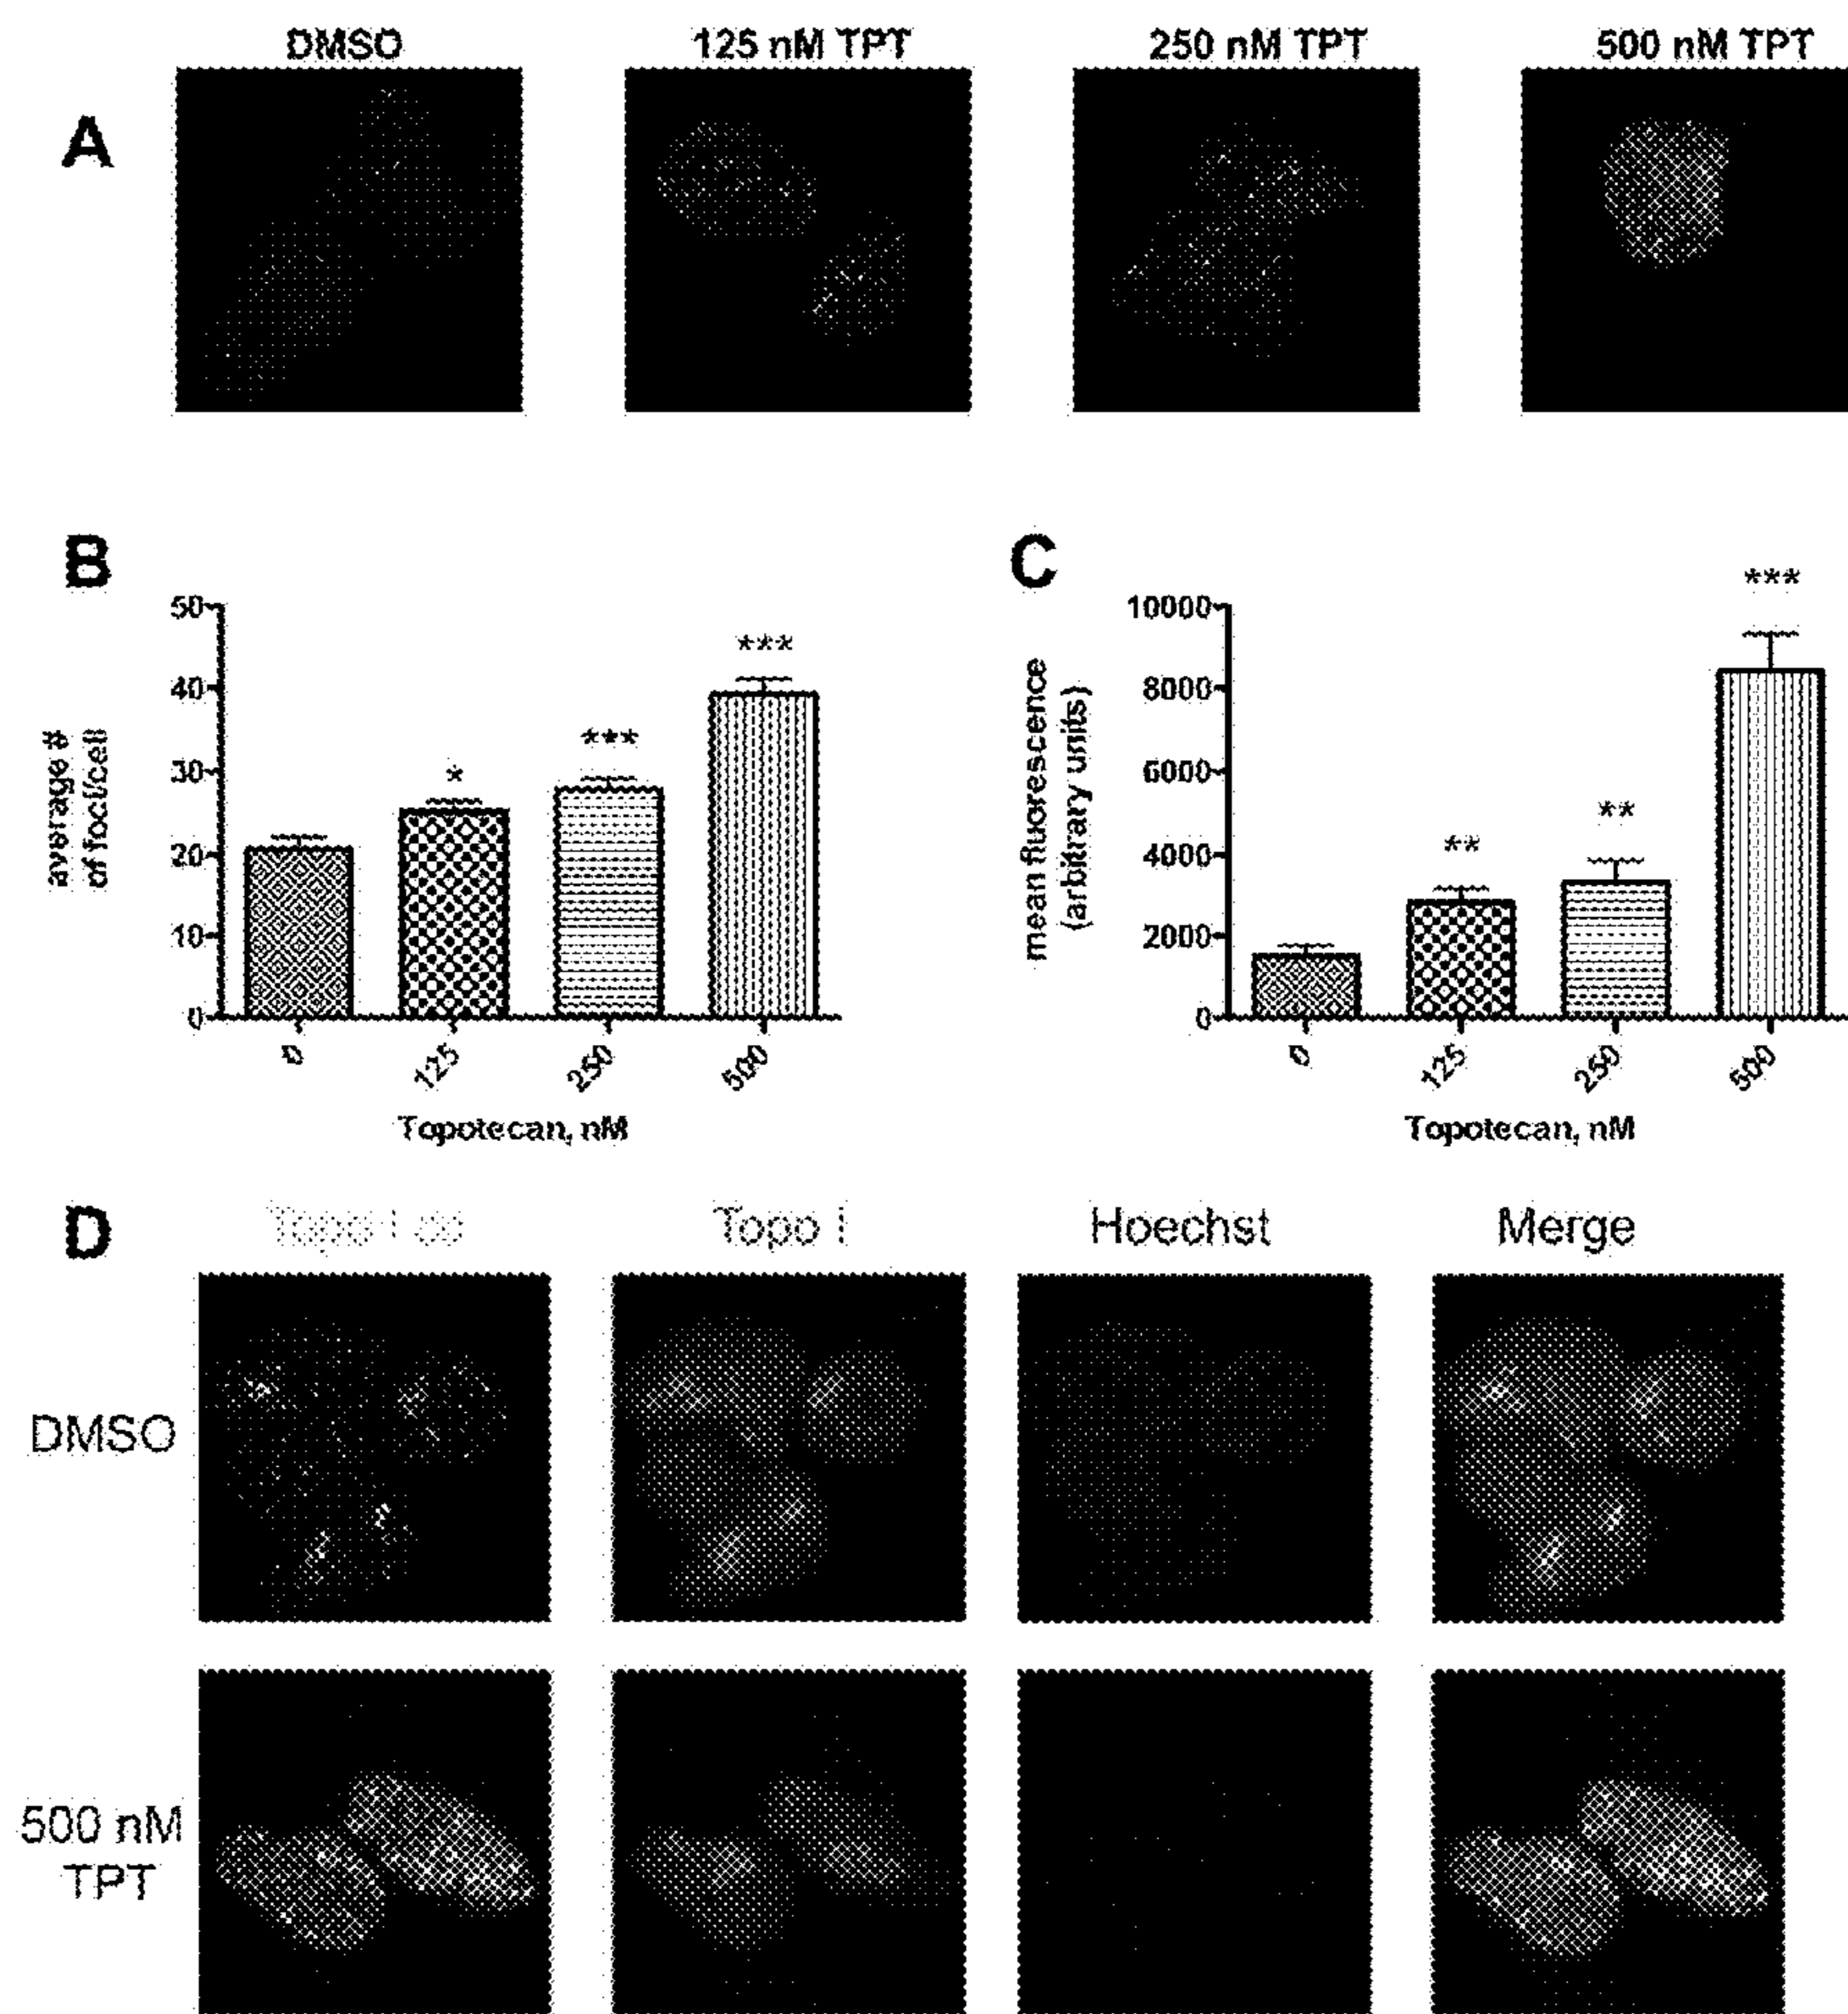 DMSO 125 nM TPT 250 nM TPT 500 nM TPT
A
B
50
40
30
20
10
0
average #
of foci/cell
*
***
***
0 125 250 500
Topotecan, nM
C
10000
8000
6000
4000
2000
0
mean fluorescence
(arbitrary units)
**
**
***
0 125 250 500
Topotecan, nM
D
Topo I cc Topo I Hoechst Merge
DMSO
500 nM
TPT